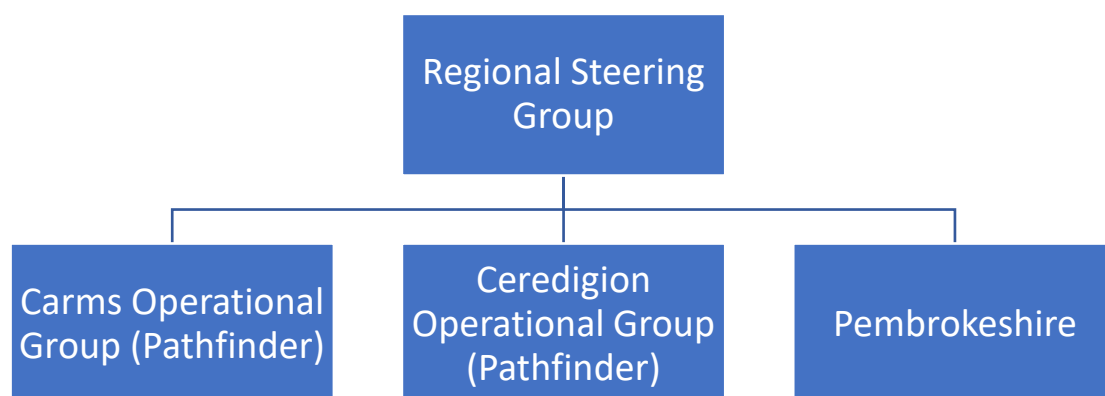 Regional Steering
Group
Carms Operational
Group (Pathfinder)
Ceredigion
Operational Group
(Pathfinder)
Pembrokeshire